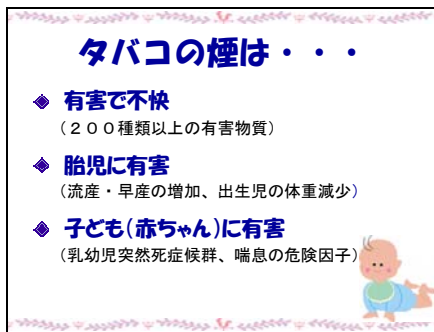 タバコの煙は・・・
有害で不快
（２００種類以上の有害物質）
胎児に有害
（流産・早産の増加、出生児の体重減少）
子ども(赤ちゃん)に有害
（乳幼児突然死症候群、喘息の危険因子）